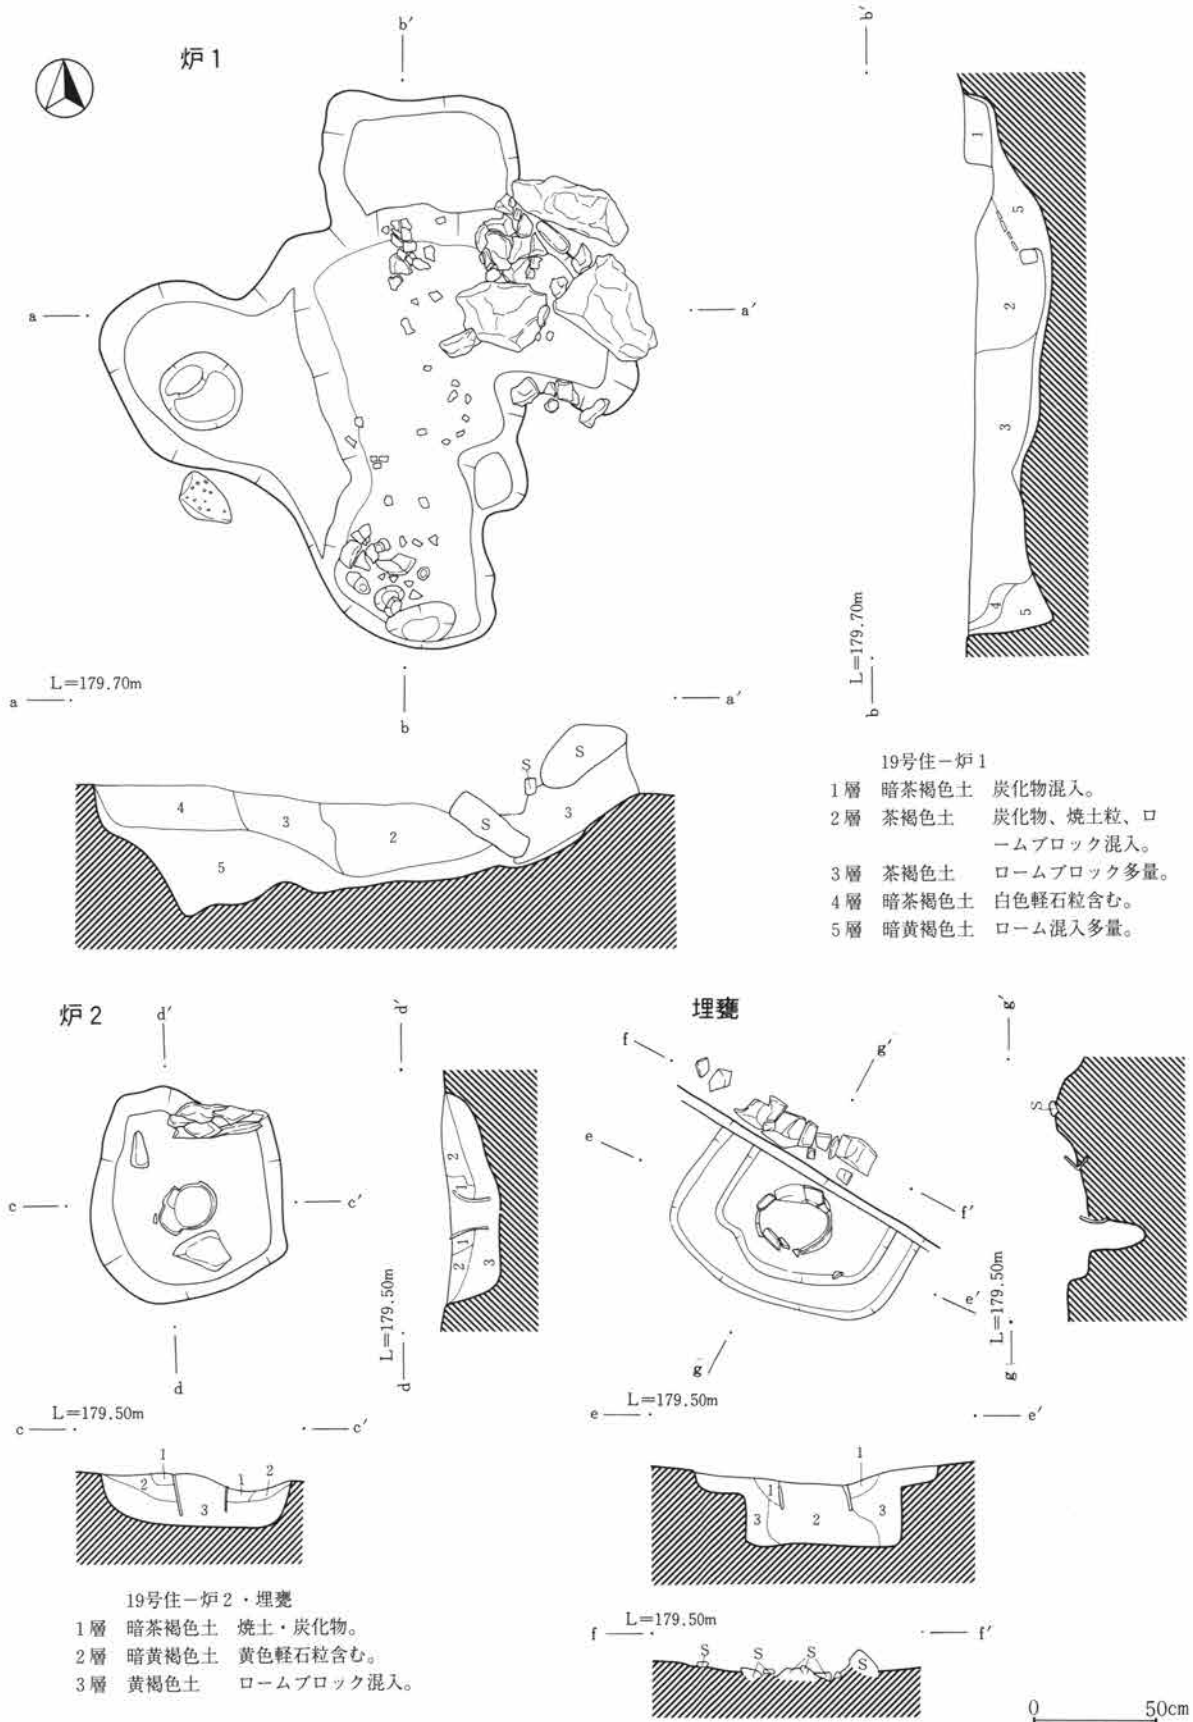 炉1
b′
b′
a
a′
1
5
2
3
4
5
L=179.70m
b
L=179.70m
a
a′
b
S
S
S
4
3
2
3
5
19号住－炉1
1層 暗茶褐色土 炭化物混入。
2層 茶褐色土 炭化物、焼土粒、ロ
ームブロック混入。
3層 茶褐色土 ロームブロック多量。
4層 暗茶褐色土 白色軽石粒含む。
5層 暗黄褐色土 ローム混入多量。
炉2
d′
d′
c
c′
2
1
1
2
3
L=179.50m
d
d
L=179.50m
c
c′
1
2
3
1
2
19号住－炉2・埋甕
1層 暗茶褐色土 焼土・炭化物。
2層 暗黄褐色土 黄色軽石粒含む。
3層 黄褐色土 ロームブロック混入。
埋甕
f
g′
g′
e
f′
e′
g
S
L=179.50m
g
L=179.50m
e
e′
1
1
3
2
3
L=179.50m
f
f′
S
S
S
S
0 50cm